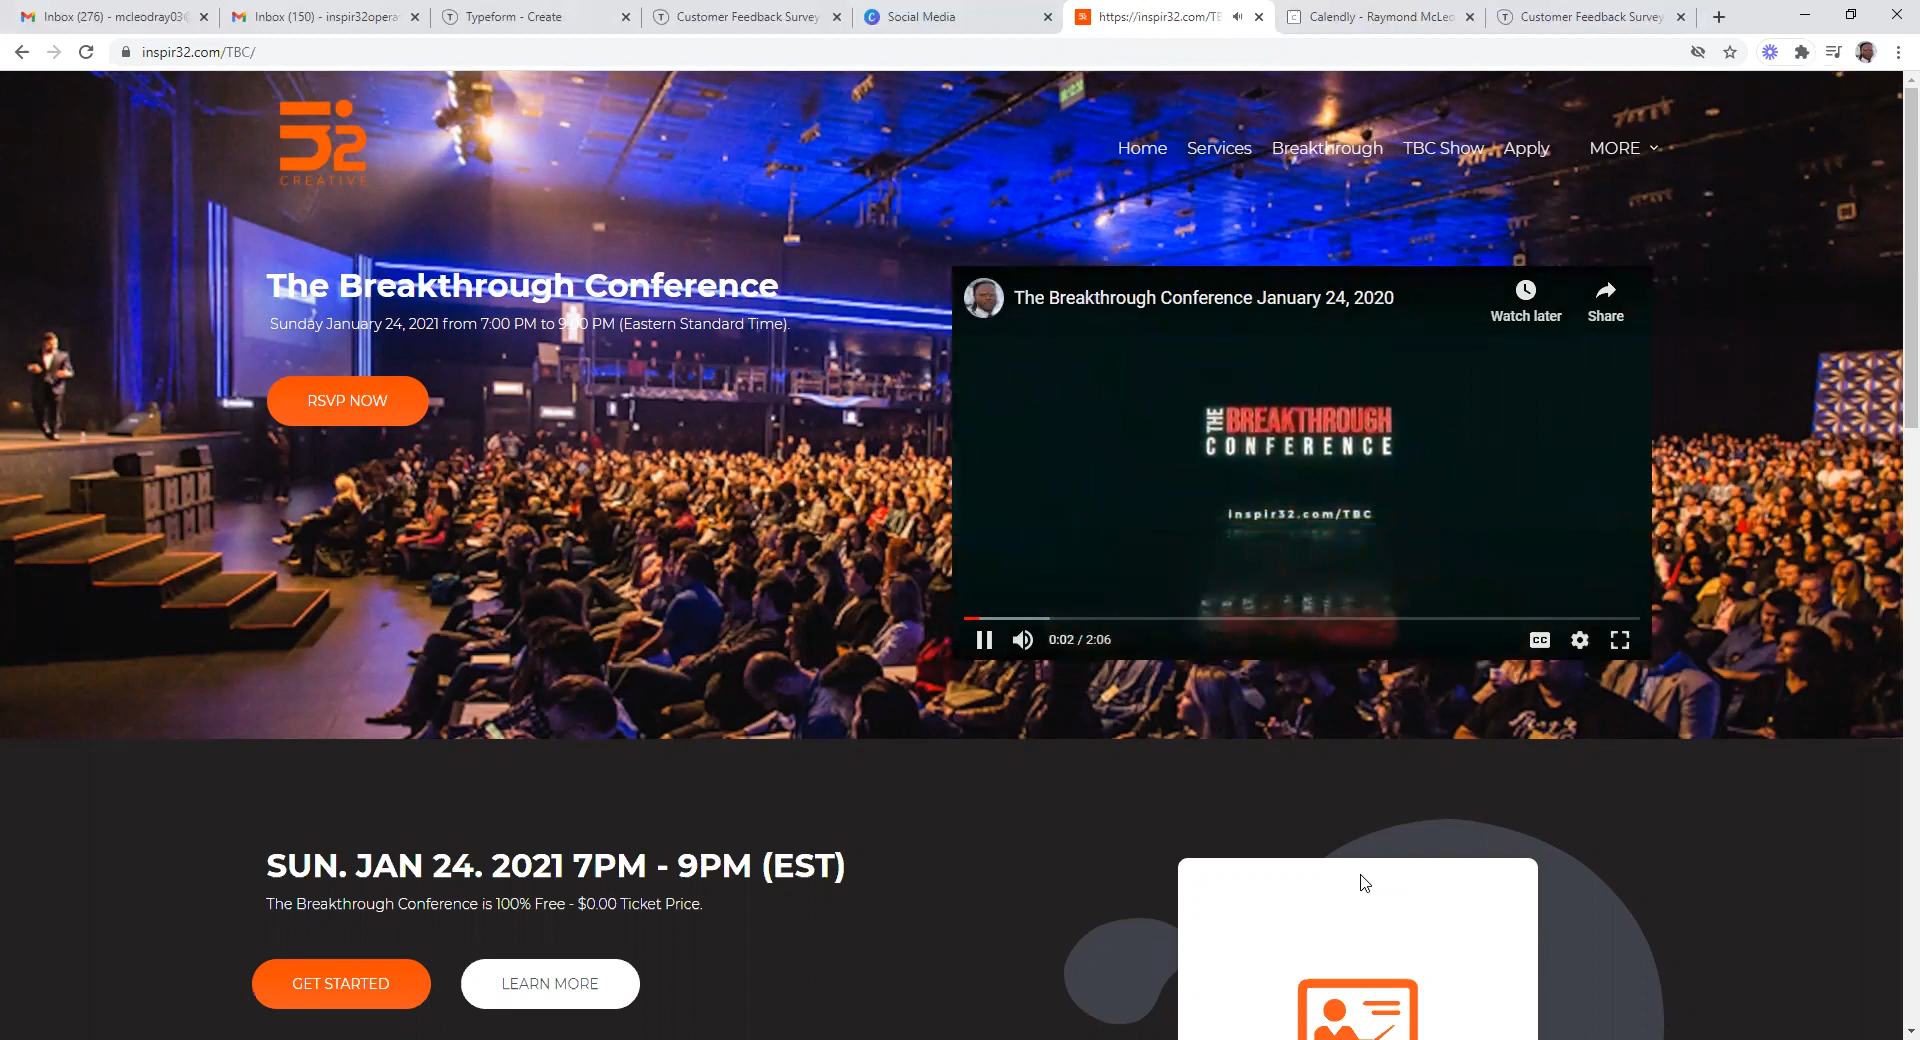 Inbox (276) - mcleodray03@
Inbox (150) - inspir32opera
Typeform - Create
Customer Feedback Survey
Social Media
https://inspir32.com/TB
Calendly - Raymond McLeo
Customer Feedback Survey
inspir32.com/TBC/
32
CREATIVE
Home
Services
Breakthrough
TBC Show
Apply
MORE
The Breakthrough Conference
Sunday January 24, 2021 from 7:00 PM to 9:00 PM (Eastern Standard Time).
RSVP NOW
The Breakthrough Conference January 24, 2020
Watch later
Share
THE BREAKTHROUGH
CONFERENCE
inspir32.com/TBC
0:02 / 2:06
CC
SUN. JAN 24. 2021 7PM - 9PM (EST)
The Breakthrough Conference is 100% Free - $0.00 Ticket Price.
GET STARTED
LEARN MORE